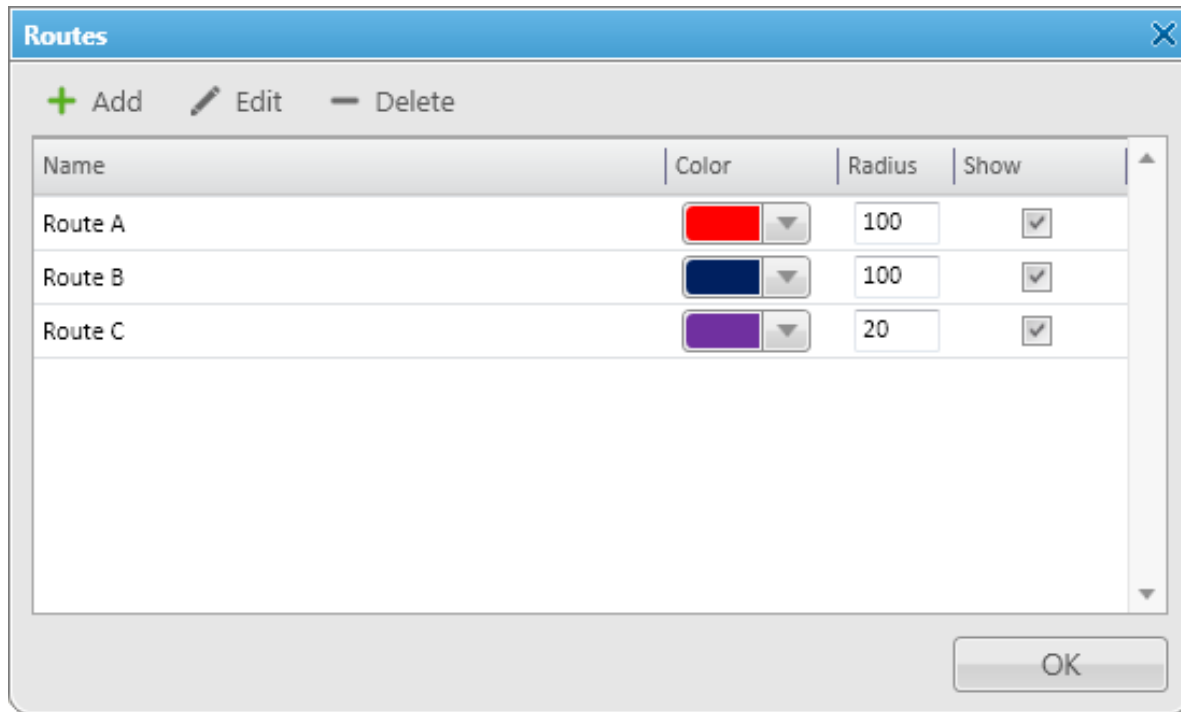 Routes
Add Edit Delete
Name Color Radius Show
Route A 100
Route B 100
Route C 20
OK